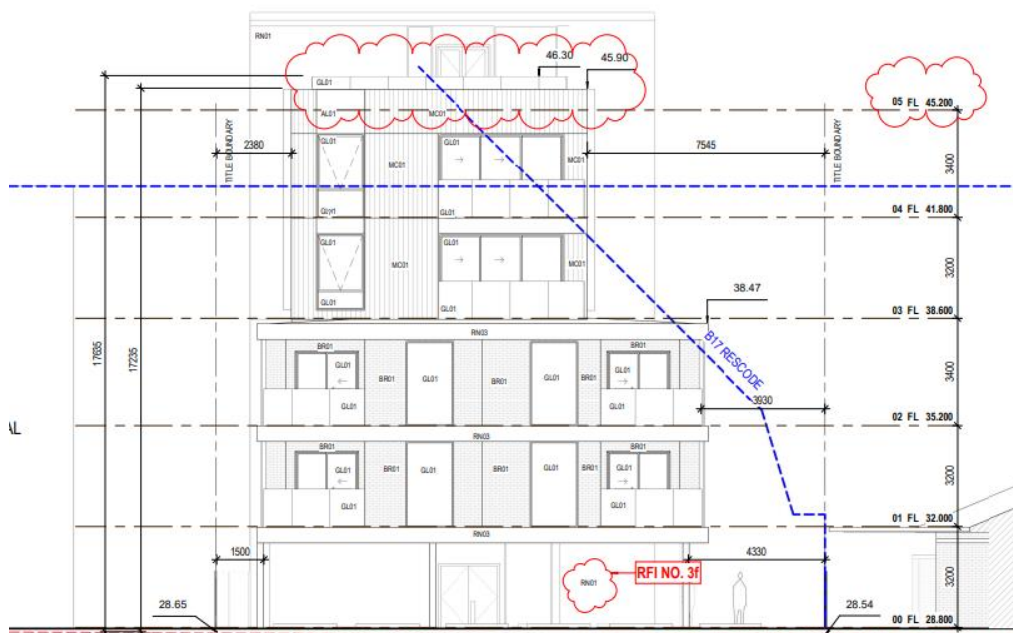 RN01
46.30
45.90
GL01
05 FL 45.200
AL01
MC01
TITLE BOUNDARY
2380
GL01
MC01
GL01
MC01
7545
TITLE BOUNDARY
3400
GL01
GL01
04 FL 41.800
GL01
MC01
GL01
MC01
3200
GL01
GL01
38.47
03 FL 38.600
RN03
17635
17235
BR01
GL01
BR01
GL01
BR01
GL01
BR01
BR01
GL01
B17 RESCODE
3400
GL01
GL01
3930
AL
02 FL 35.200
RN03
BR01
GL01
BR01
GL01
BR01
GL01
BR01
BR01
GL01
3200
GL01
GL01
01 FL 32.000
RN03
1500
4330
RN01
RFI NO. 3f
3200
28.65
28.54
00 FL 28.800